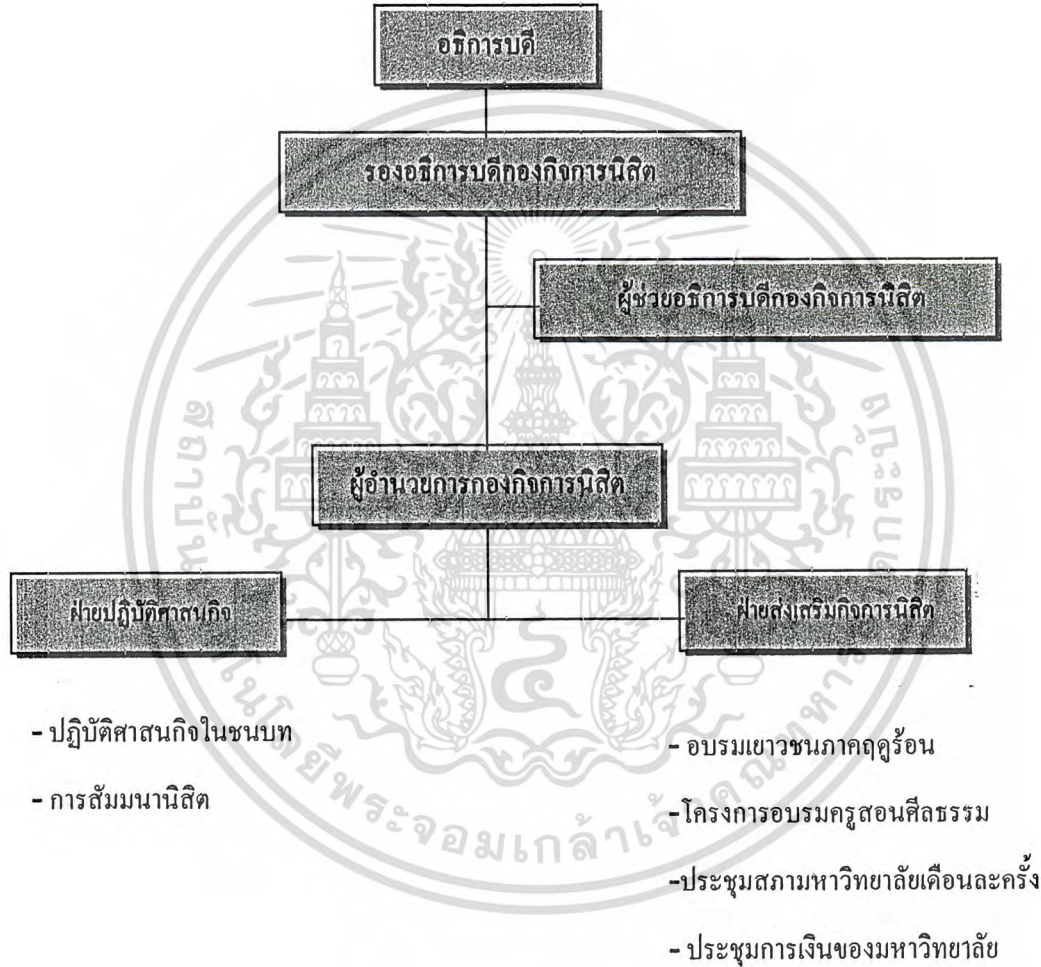 อธิการบดี
รองอธิการบดีกองกิจการนิสิต
ผู้ช่วยอธิการบดีกองกิจการนิสิต
ผู้อำนวยการกองกิจการนิสิต
ฝ่ายปฏิบัติศาสนกิจ
ฝ่ายส่งเสริมกิจการนิสิต
- ปฏิบัติศาสนกิจในชนบท
- การสัมมนานิสิต
- อบรมเยาวชนภาคฤดูร้อน
-โครงการอบรมครูสอนศีลธรรม
-ประชุมสภามหาวิทยาลัยเดือนละครั้ง
- ประชุมการเงินของมหาวิทยาลัย